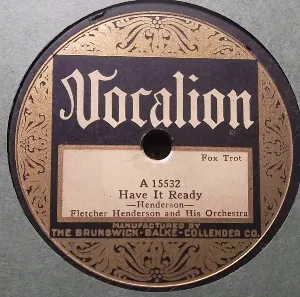 Vocalion
Fox Trot
A 15532
Have It Ready
—Henderson—
Fletcher Henderson and His Orchestra
MANUFACTURED BY
THE BRUNSWICK-BALKE-COLLENDER CO.